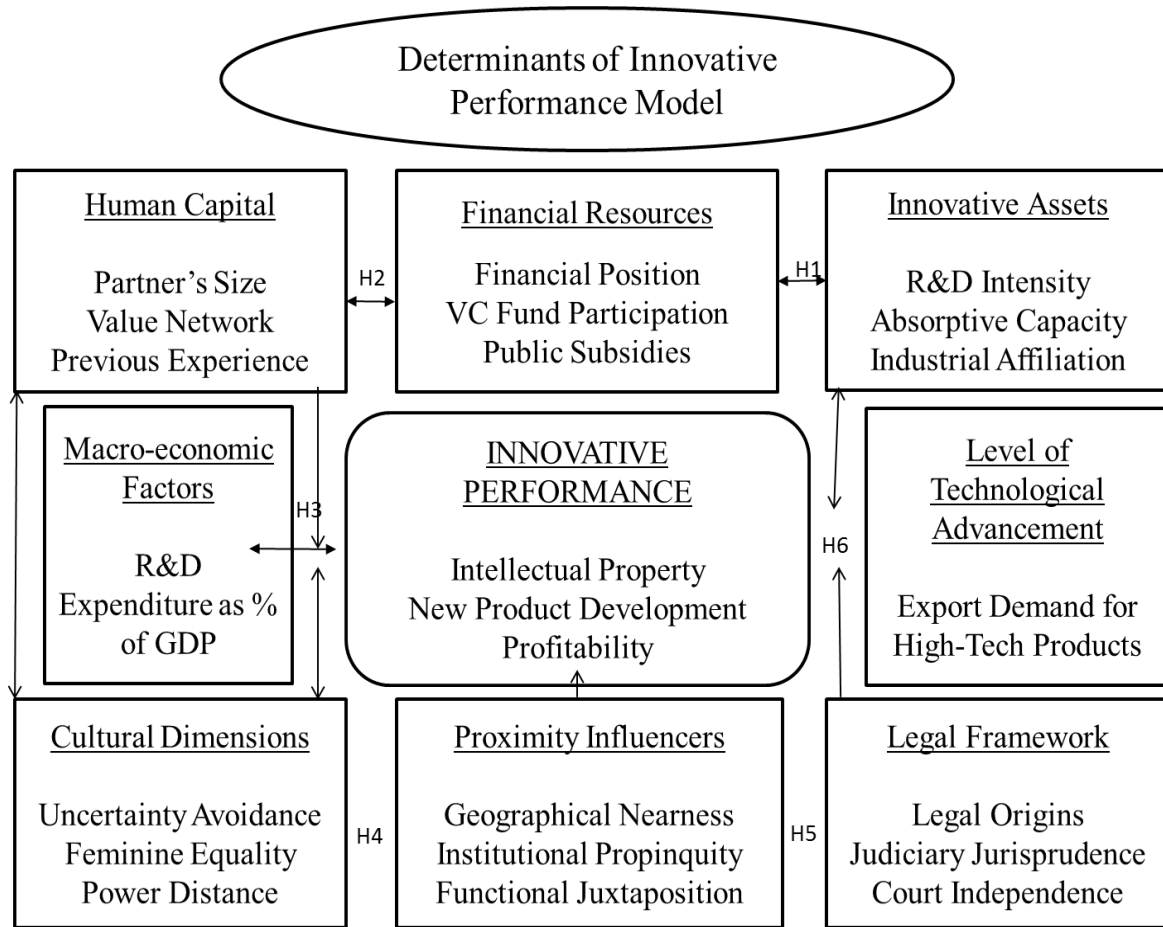 Determinants of Innovative
Performance Model
Human Capital
Partner's Size
Value Network
Previous Experience
H2
Financial Resources
Financial Position
VC Fund Participation
Public Subsidies
H1
Innovative Assets
R&D Intensity
Absorptive Capacity
Industrial Affiliation
Macro-economic
Factors
R&D
Expenditure as %
of GDP
H3
INNOVATIVE
PERFORMANCE
Intellectual Property
New Product Development
Profitability
H6
Level of
Technological
Advancement
Export Demand for
High-Tech Products
Cultural Dimensions
Uncertainty Avoidance
Feminine Equality
Power Distance
H4
Proximity Influencers
Geographical Nearness
Institutional Propinquity
Functional Juxtaposition
H5
Legal Framework
Legal Origins
Judiciary Jurisprudence
Court Independence